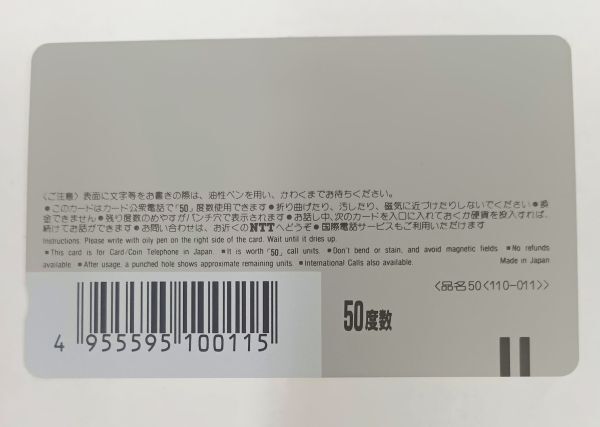 〈ご注意〉表面に文字等をお書きの際は、油性ペンを用い、かわくまでお待ちください。
●このカードはカード公衆電話で「50」度数使用できます●折り曲げたり、汚したり、磁気に近づけたりしないでください●換
金できません●残り度数のめやすがパンチ穴で表示されます●お話し中、次のカードを入口に入れておくか硬貨を投入すれば、
続けてお話ができます●お問い合わせは、お近くのNTTへどうぞ●国際電話サービスもご利用いただけます
Instructions. Please write with oily pen on the right side of the card. Wait until it dries up.
■This card is for Card/Coin Telephone in Japan. ■It is worth「50」call units. ■Don't bend or stain, and avoid magnetic fields. ■No refunds
available. ■After usage, a punched hole shows approximate remaining units. ■International Calls also available. Made in Japan
〈品名50〈110-011〉〉
50度数
4 955595 100115